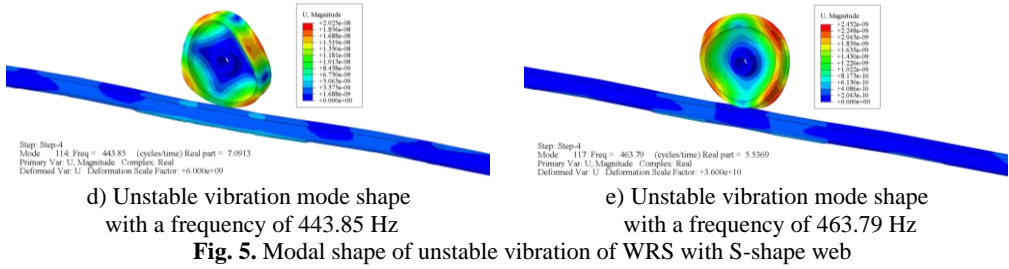 U, Magnitude
+2.025e-08
+1.856e-08
+1.688e-08
+1.519e-08
+1.350e-08
+1.181e-08
+1.013e-08
+8.438e-09
+6.750e-09
+5.063e-09
+3.375e-09
+1.688e-09
+0.000e+00
Step: Step-4
Mode 114: Freq = 443.85 (cycles/time) Real part = 7.0913
Primary Var: U, Magnitude Complex: Real
Deformed Var: U Deformation Scale Factor: +6.000e+09
U, Magnitude
+2.452e-09
+2.248e-09
+2.043e-09
+1.839e-09
+1.635e-09
+1.430e-09
+1.226e-09
+1.022e-09
+8.173e-10
+6.130e-10
+4.086e-10
+2.043e-10
+0.000e+00
Step: Step-4
Mode 117: Freq = 463.79 (cycles/time) Real part = 5.5369
Primary Var: U, Magnitude Complex: Real
Deformed Var: U Deformation Scale Factor: +3.600e+10
d) Unstable vibration mode shape
with a frequency of 443.85 Hz
e) Unstable vibration mode shape
with a frequency of 463.79 Hz
Fig. 5. Modal shape of unstable vibration of WRS with S-shape web